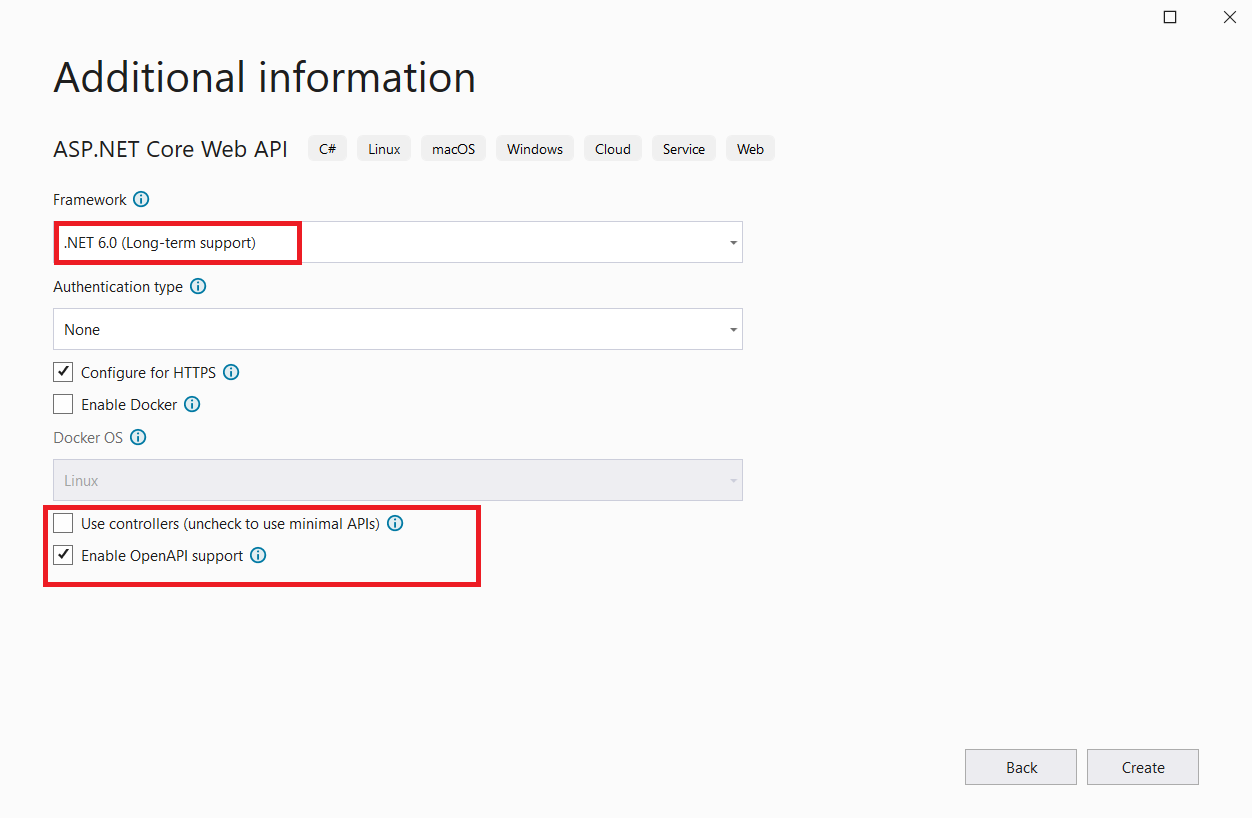 Additional information
ASP.NET Core Web API C# Linux macOS Windows Cloud Service Web
Framework
.NET 6.0 (Long-term support)
Authentication type
None
Configure for HTTPS
Enable Docker
Docker OS
Linux
Use controllers (uncheck to use minimal APIs)
Enable OpenAPI support
Back Create